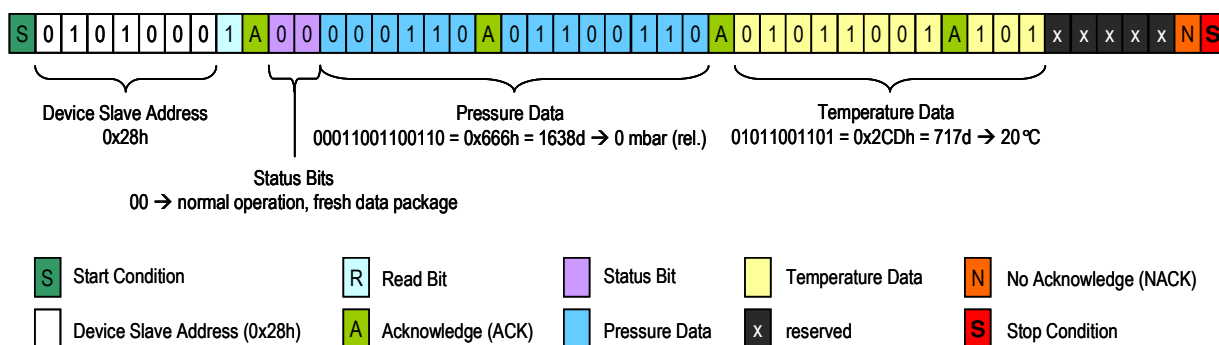 S 0 1 0 1 0 0 0 1 A 0 0 0 0 0 1 1 0 A 0 1 1 0 0 1 1 0 A 0 1 0 1 1 0 0 1 A 1 0 1 x x x x x N S
Device Slave Address
0x28h
Pressure Data
00011001100110 = 0x666h = 1638d → 0 mbar (rel.)
Temperature Data
01011001101 = 0x2CDh = 717d → 20 °C
Status Bits
00 → normal operation, fresh data package
S Start Condition
R Read Bit
Status Bit
Temperature Data
N No Acknowledge (NACK)
Device Slave Address (0x28h)
A Acknowledge (ACK)
Pressure Data
x reserved
S Stop Condition